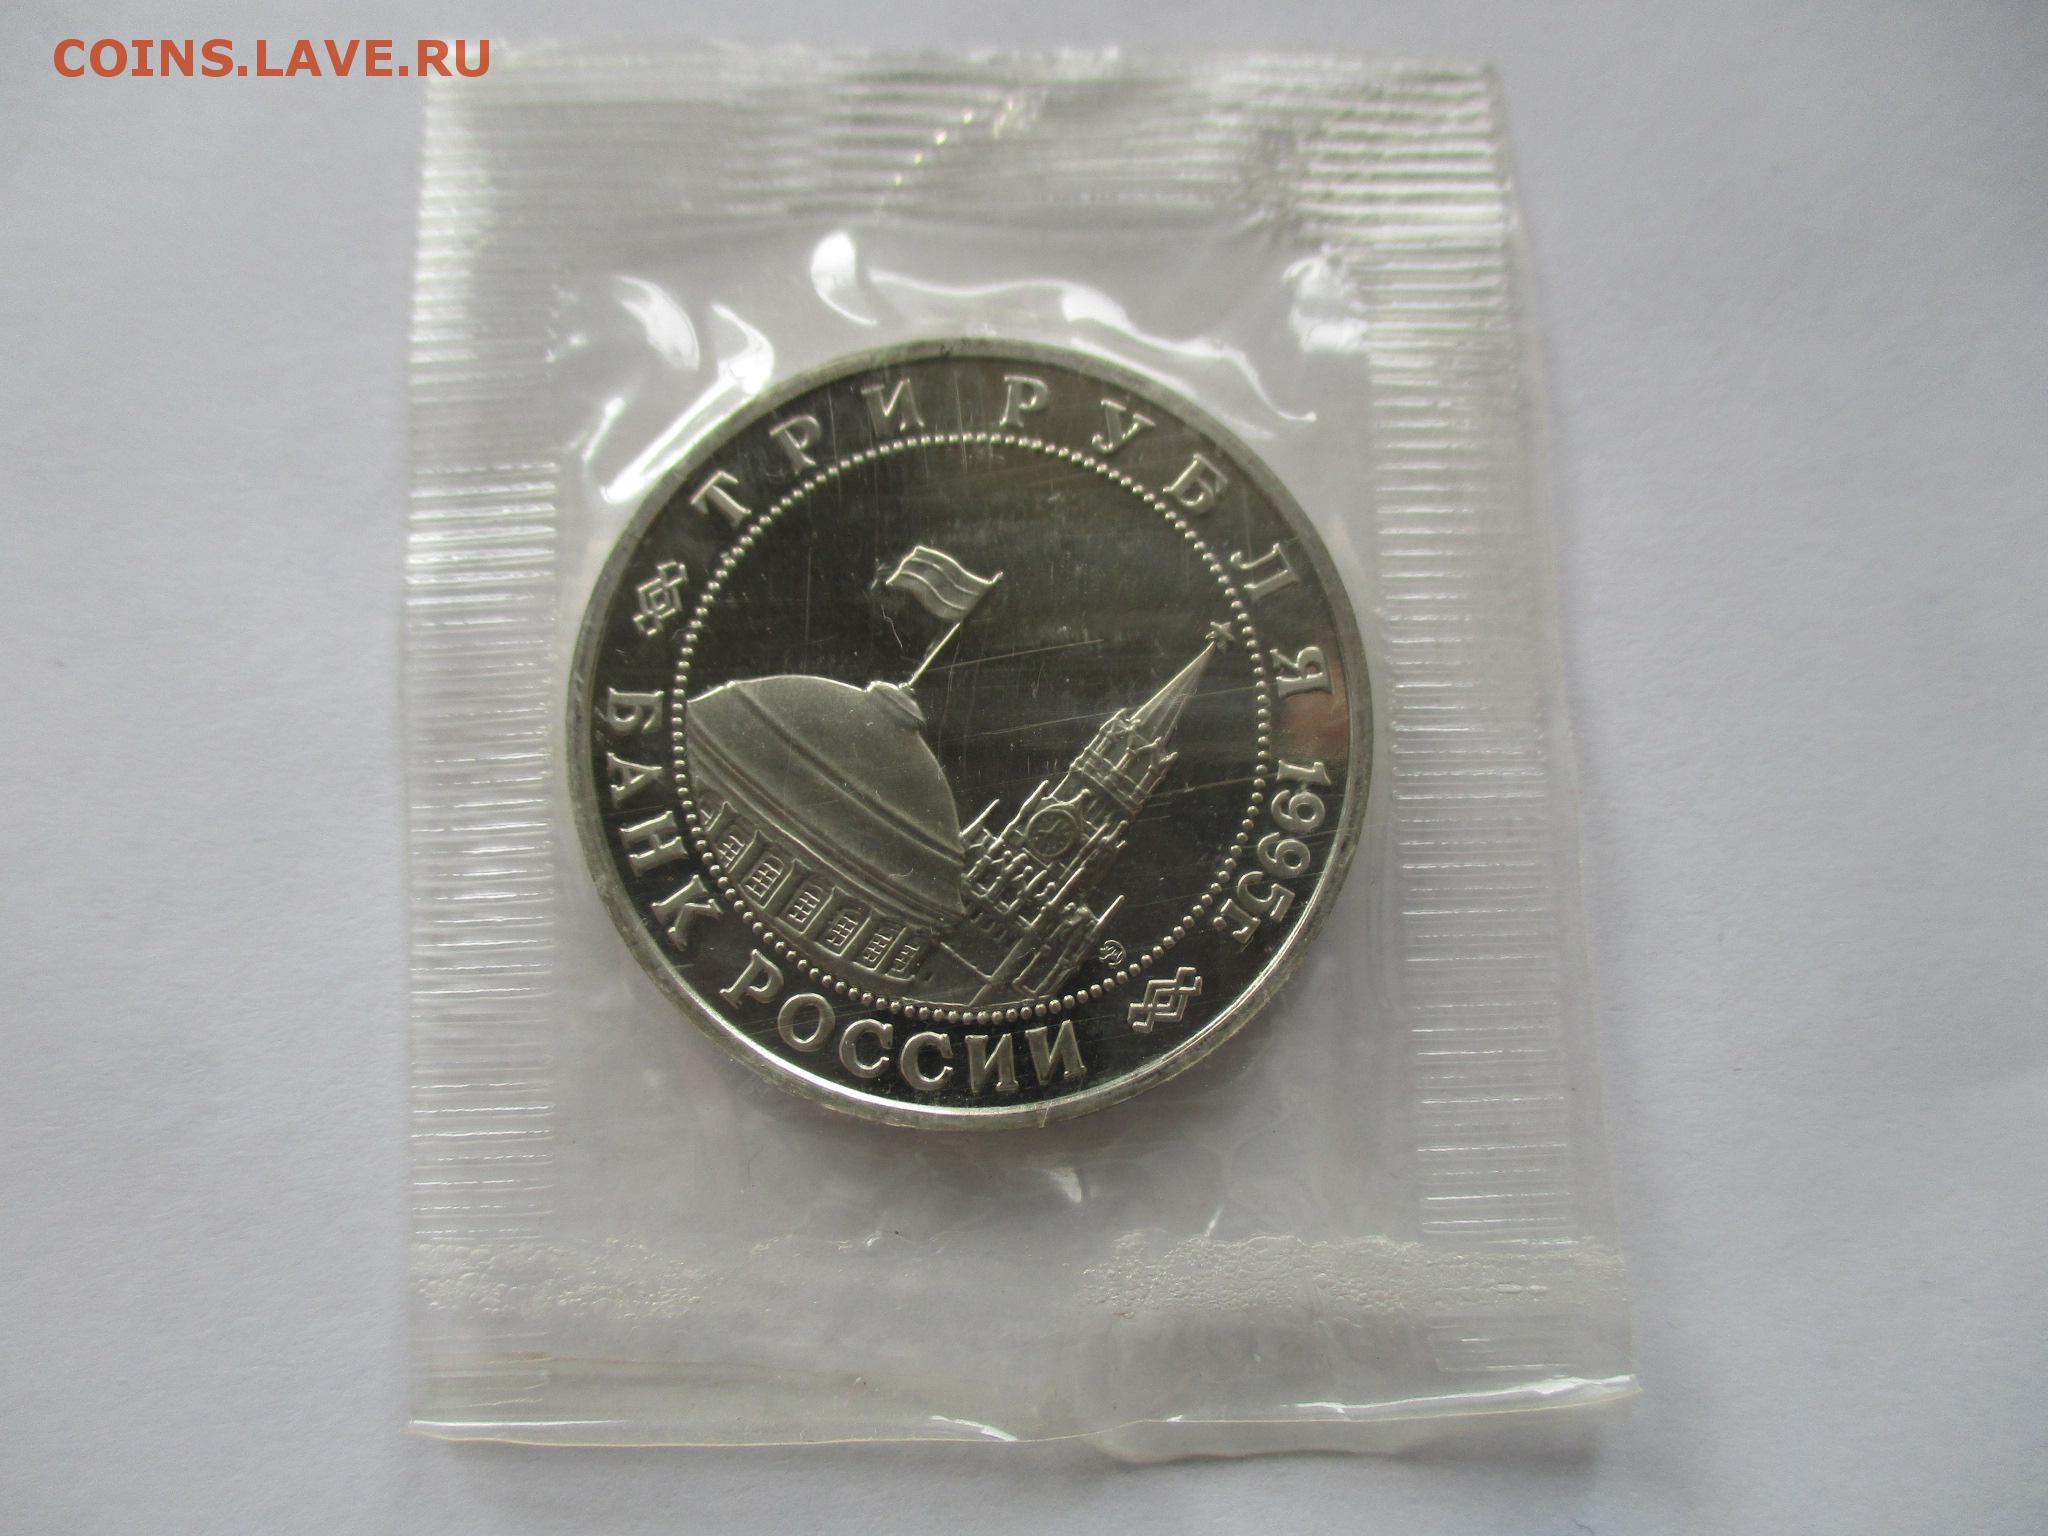 COINS.LAVE.RU
ТРИ РУБЛЯ 1995г.
БАНК РОССИИ